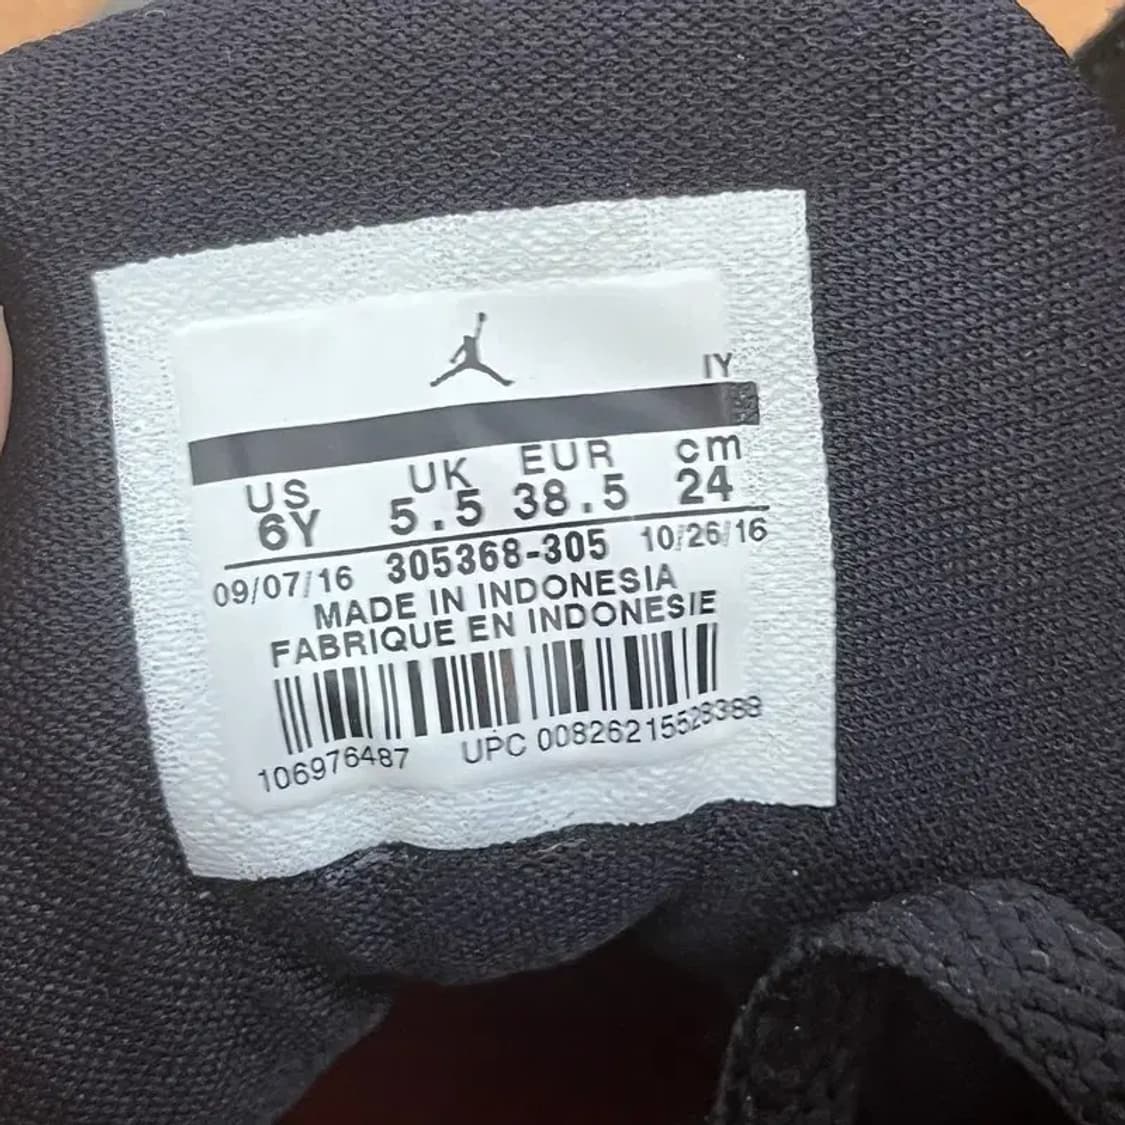 IY
US UK EUR cm
6Y 5.5 38.5 24
09/07/16 305368-305 10/26/16
MADE IN INDONESIA
FABRIQUE EN INDONESIE
106976487 UPC 00826215528388